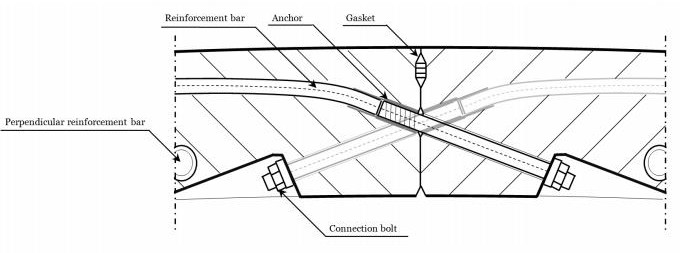 Reinforcement bar
Anchor
Gasket
Perpendicular reinforcement bar
Connection bolt